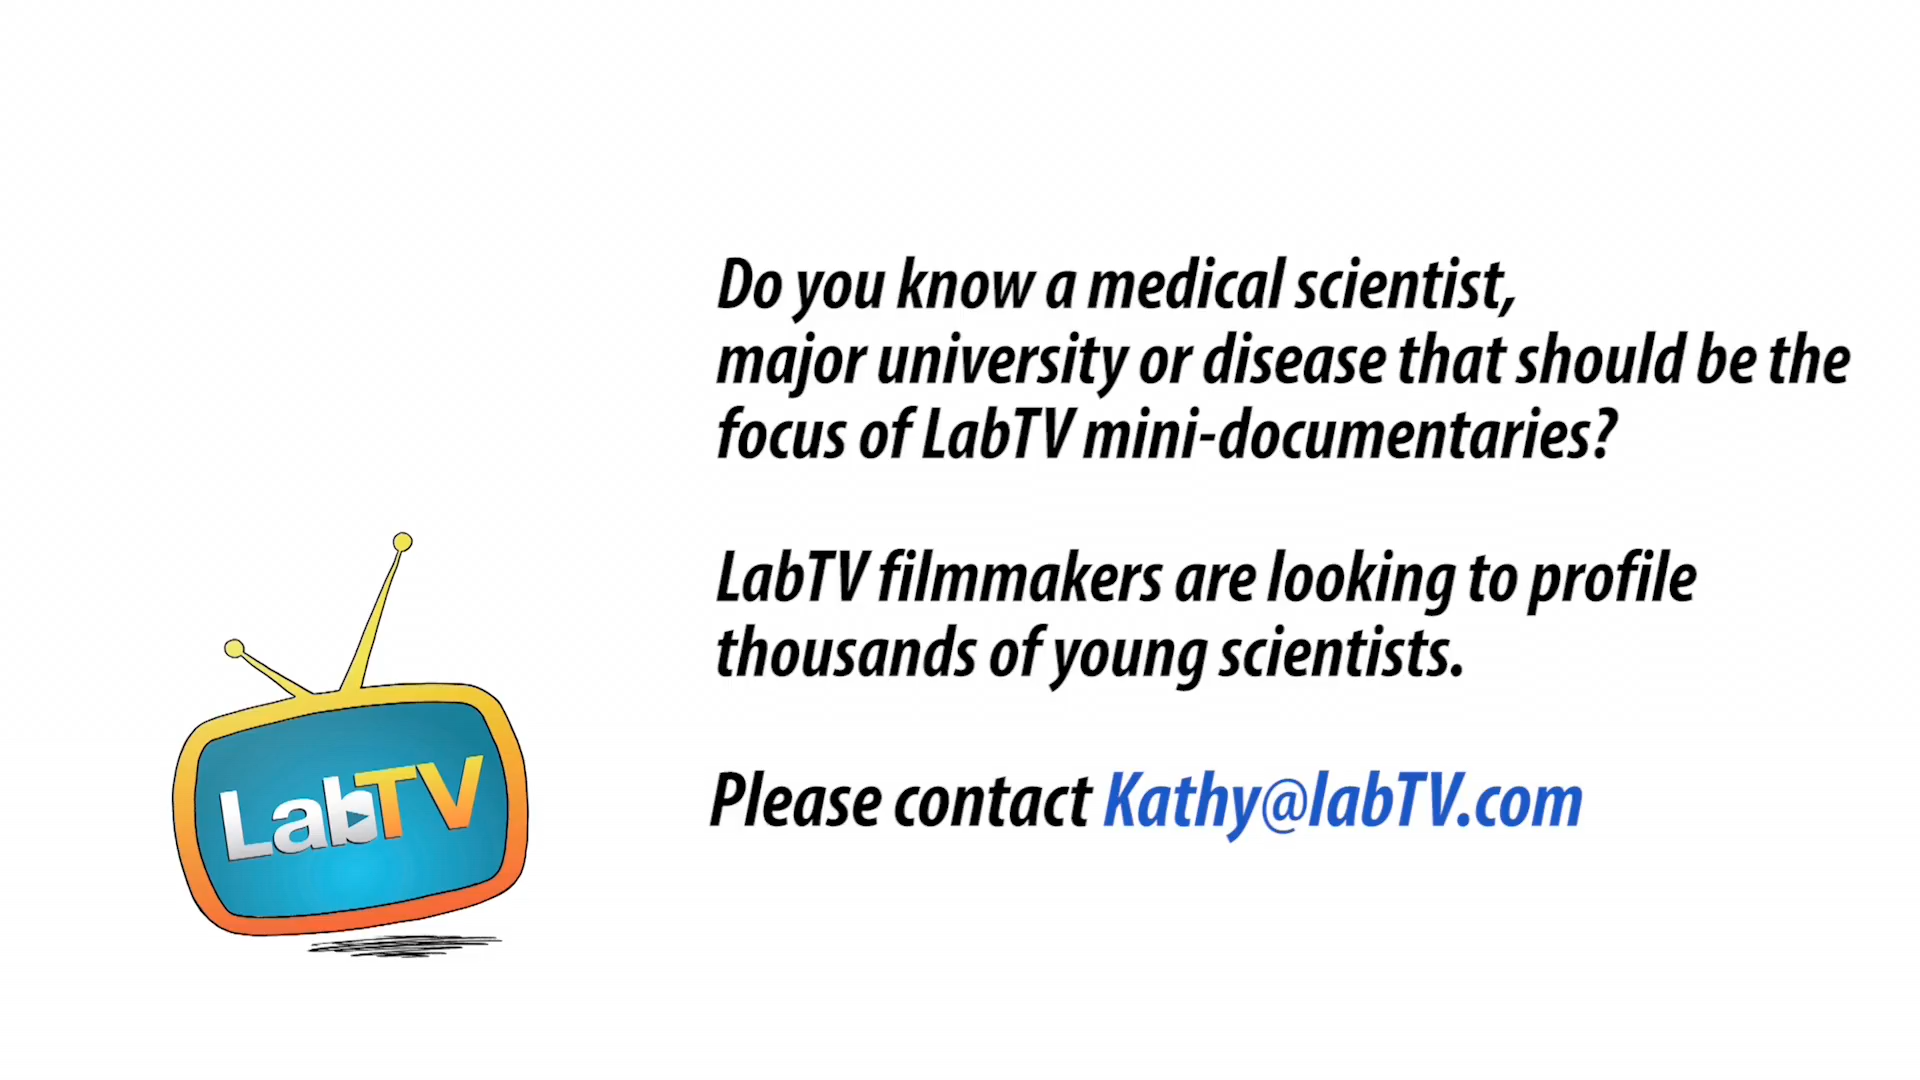 Do you know a medical scientist,
major university or disease that should be the
focus of LabTV mini-documentaries?
LabTV filmmakers are looking to profile
thousands of young scientists.
Please contact Kathy@labTV.com
LabTV